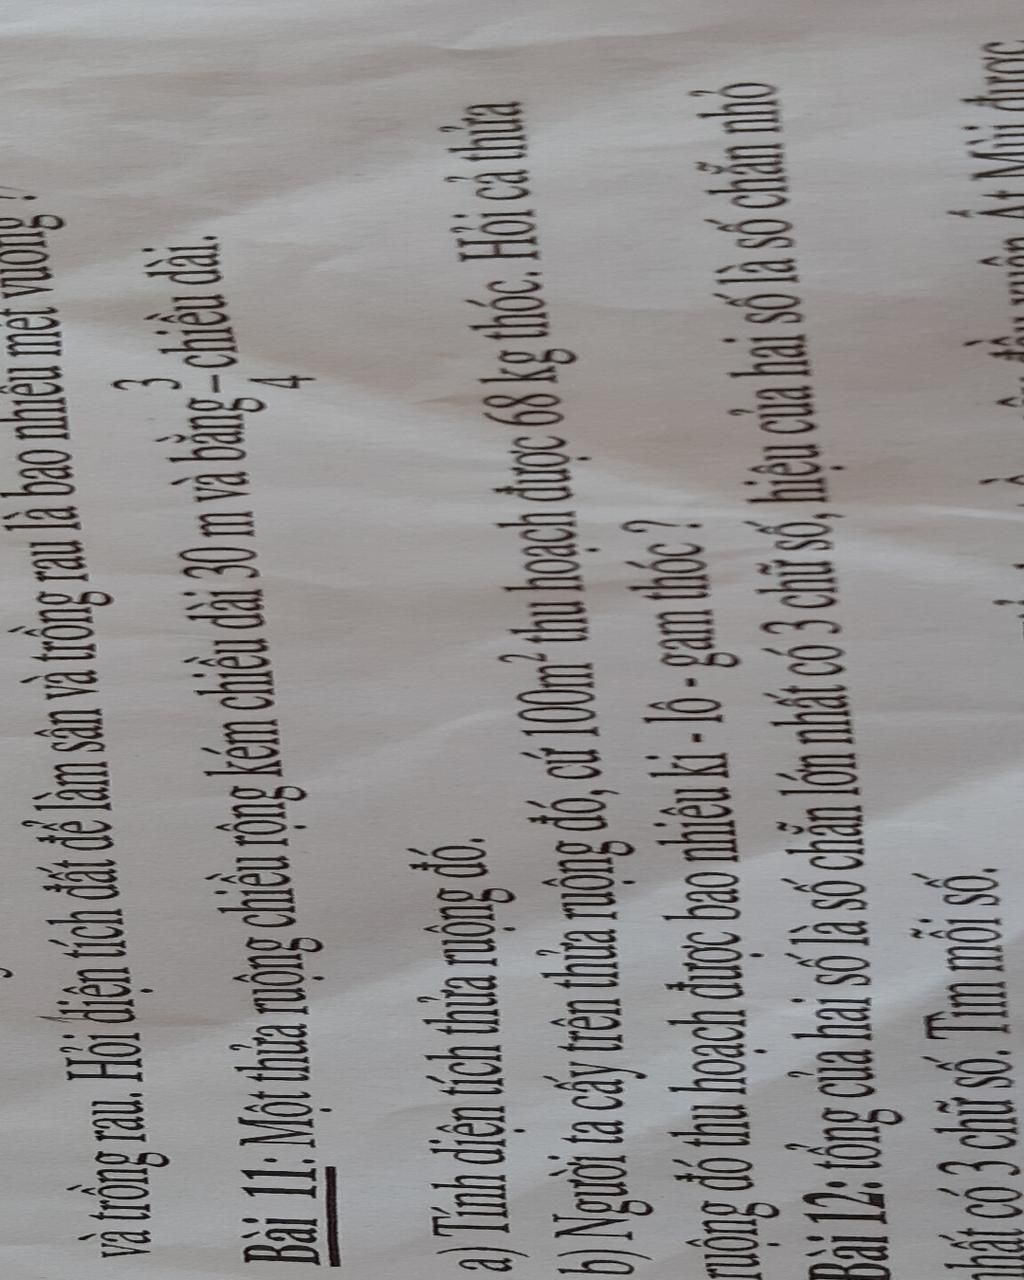 và trồng rau. Hỏi diện tích đất để làm sân và trồng rau là bao nhiêu mét vuông ?
Bài 11: Một thửa ruộng chiều rộng kém chiều dài 30 m và bằng 3/4 chiều dài.
a) Tính diện tích thửa ruộng đó.
b) Người ta cấy trên thửa ruộng đó, cứ 100m² thu hoạch được 68 kg thóc. Hỏi cả thửa
ruộng đó thu hoạch được bao nhiêu ki - lô - gam thóc ?
Bài 12: tổng của hai số là số chẵn lớn nhất có 3 chữ số, hiệu của hai số là số chẵn nhỏ
nhất có 3 chữ số. Tìm mỗi số.
Ất Mùi được